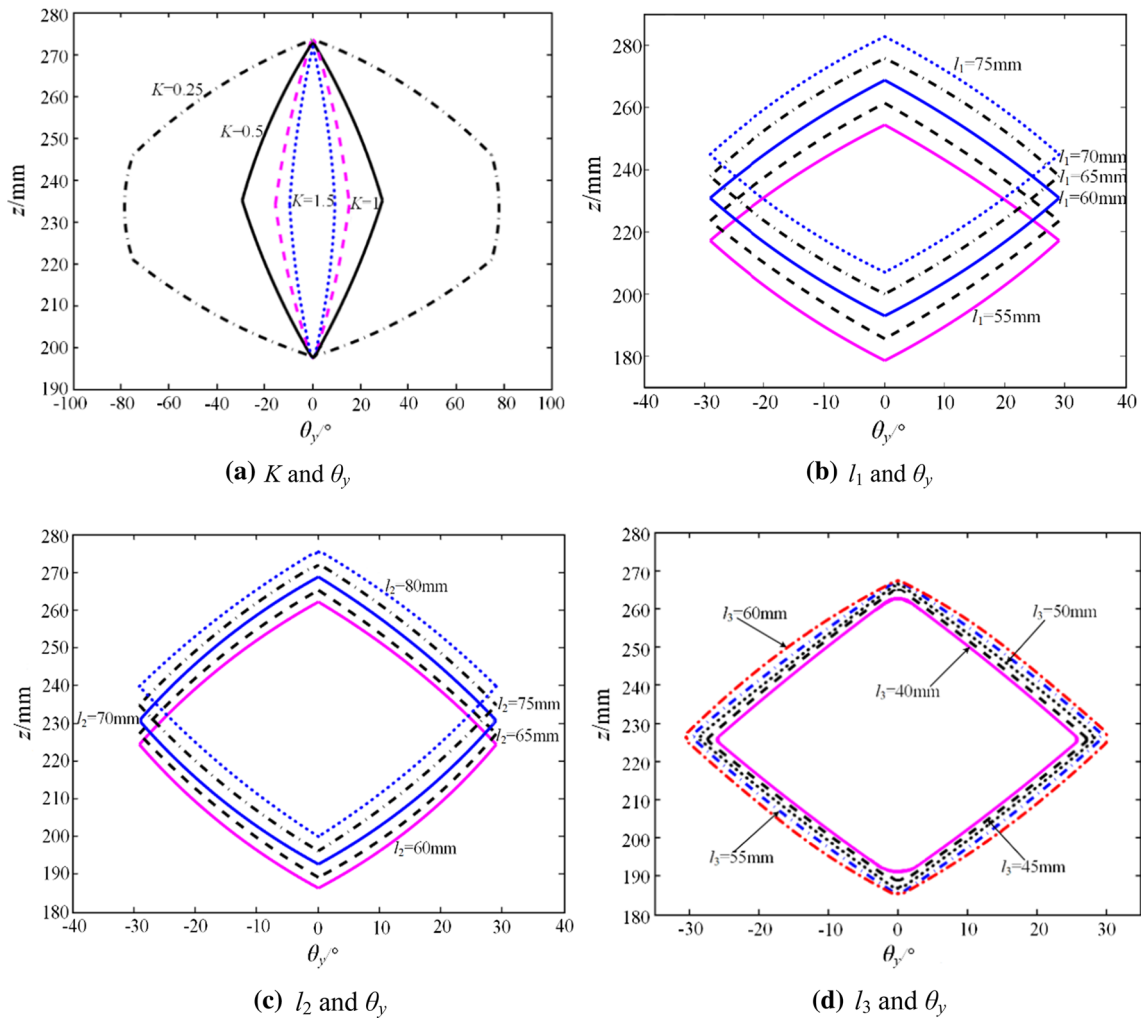 280
270
260
250
240
230
220
210
200
190
z/mm
K=0.25
K=0.5
K=1.5
K=1
-100 -80 -60 -40 -20 0 20 40 60 80 100
θy/°
(a) K and θy
280
260
240
220
200
180
z/mm
l1=75mm
l1=70mm
l1=65mm
l1=60mm
l1=55mm
-40 -30 -20 -10 0 10 20 30 40
θy/°
(b) l1 and θy
280
270
260
250
240
230
220
210
200
190
180
z/mm
l2=80mm
l2=75mm
l2=70mm
l2=65mm
l2=60mm
-40 -30 -20 -10 0 10 20 30 40
θy/°
(c) l2 and θy
280
270
260
250
240
230
220
210
200
190
180
z/mm
l3=60mm
l3=50mm
l3=40mm
l3=55mm
l3=45mm
-30 -20 -10 0 10 20 30
θy/°
(d) l3 and θy